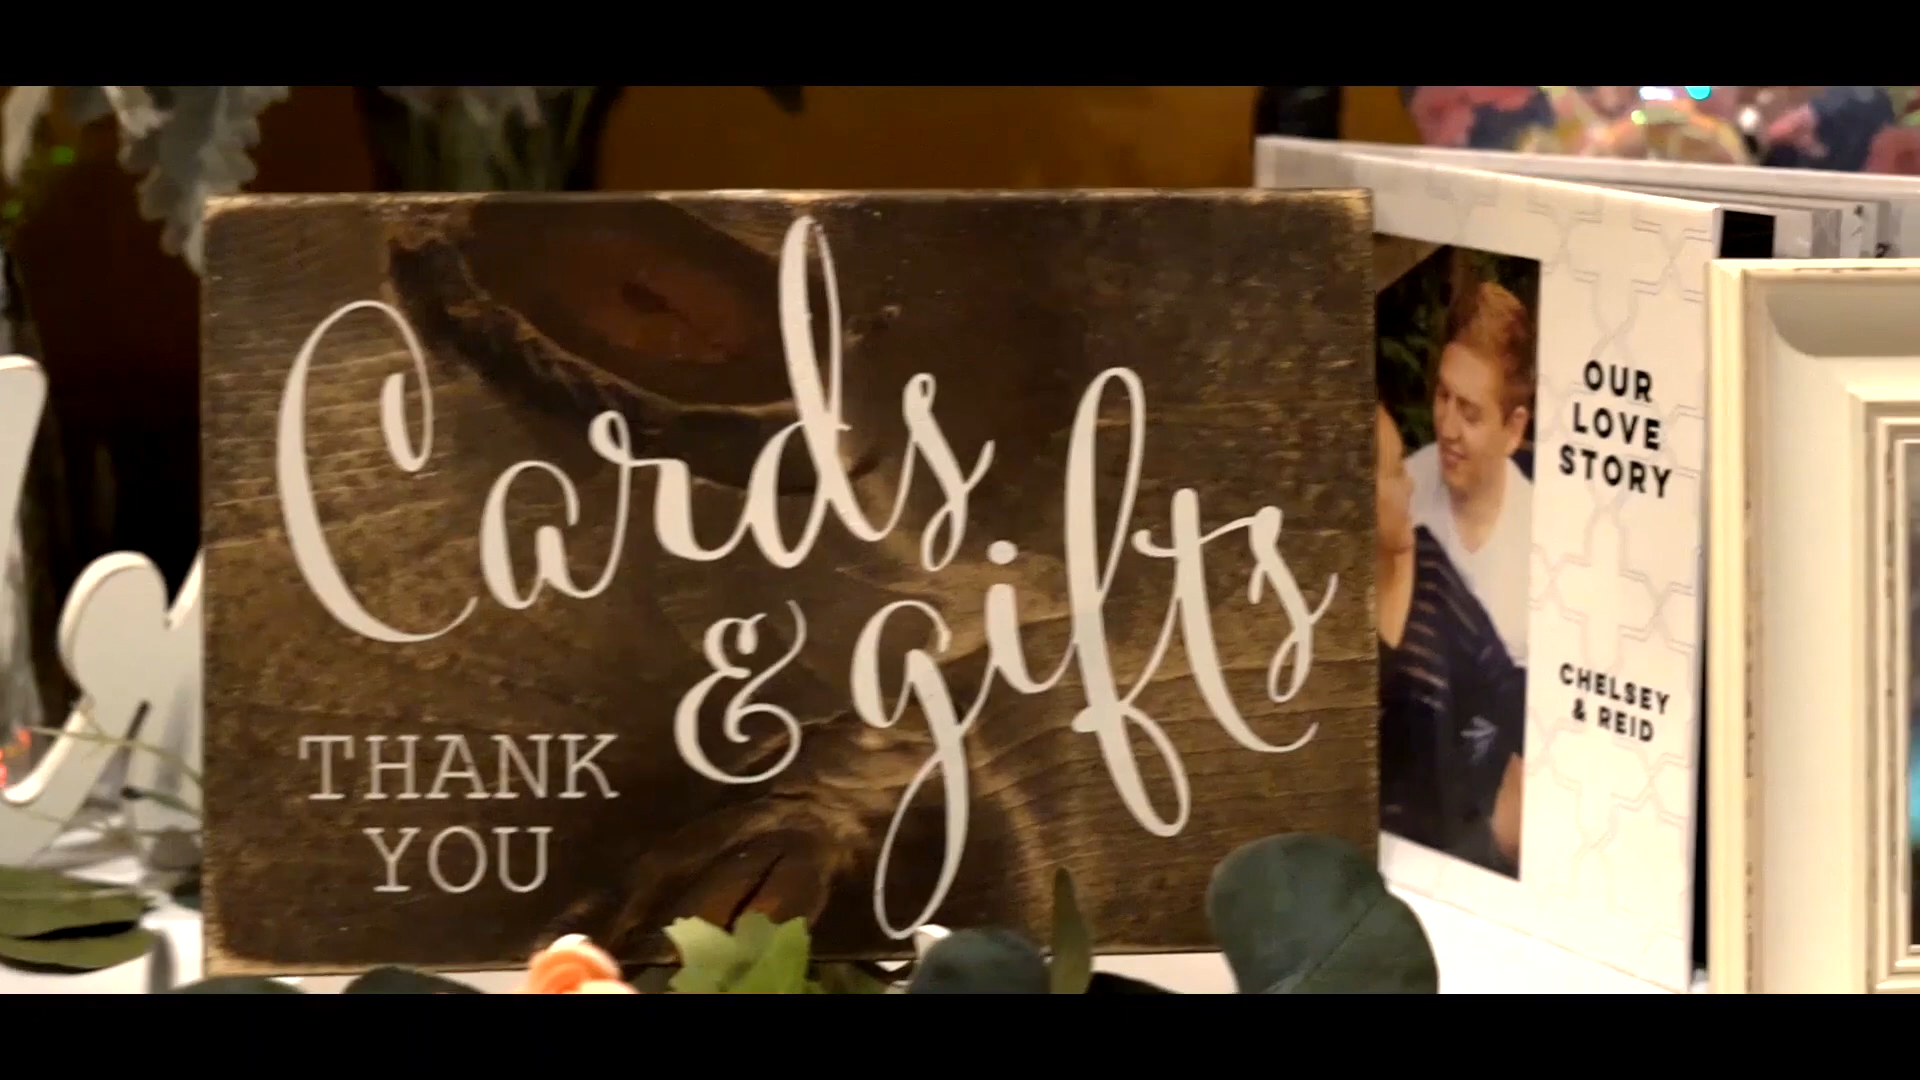 Cards
& gifts
THANK
YOU
OUR
LOVE
STORY
CHELSEY
& REID